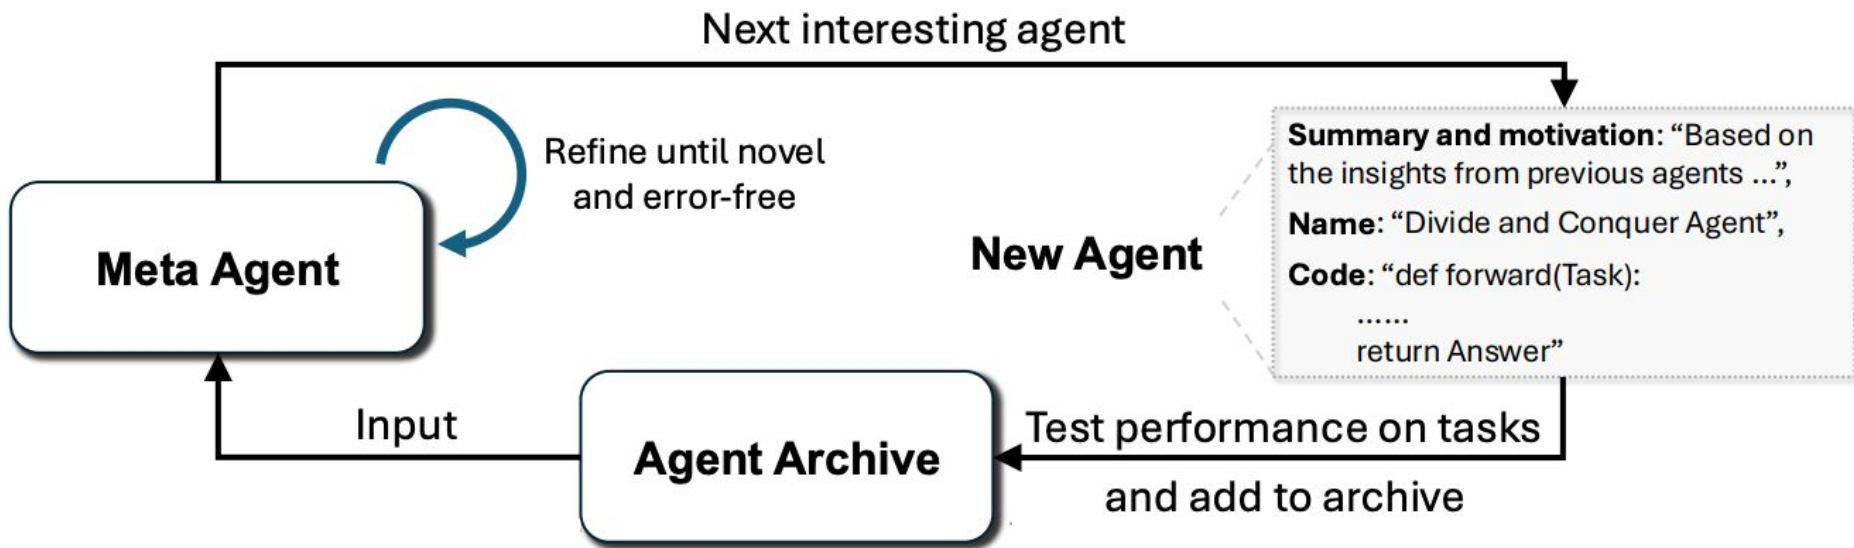 Next interesting agent
Refine until novel
and error-free
Meta Agent
New Agent
Summary and motivation: “Based on
the insights from previous agents ...”,
Name: “Divide and Conquer Agent”,
Code: “def forward(Task):
......
return Answer”
Input
Agent Archive
Test performance on tasks
and add to archive